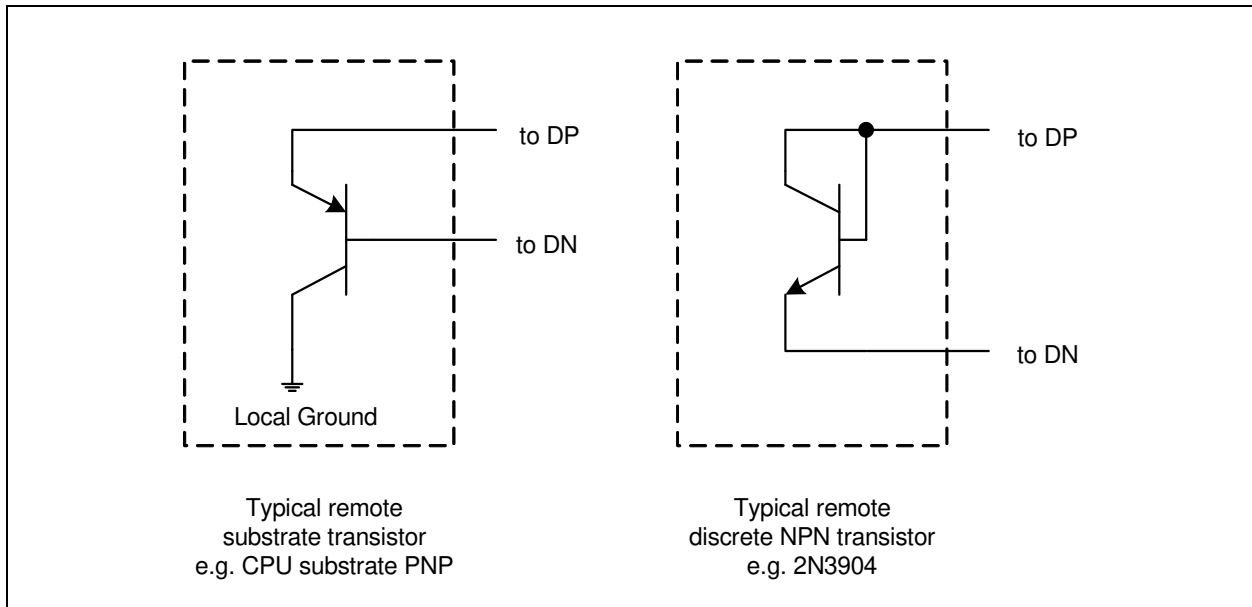 to DP
to DN
Local Ground
Typical remote
substrate transistor
e.g. CPU substrate PNP
to DP
to DN
Typical remote
discrete NPN transistor
e.g. 2N3904